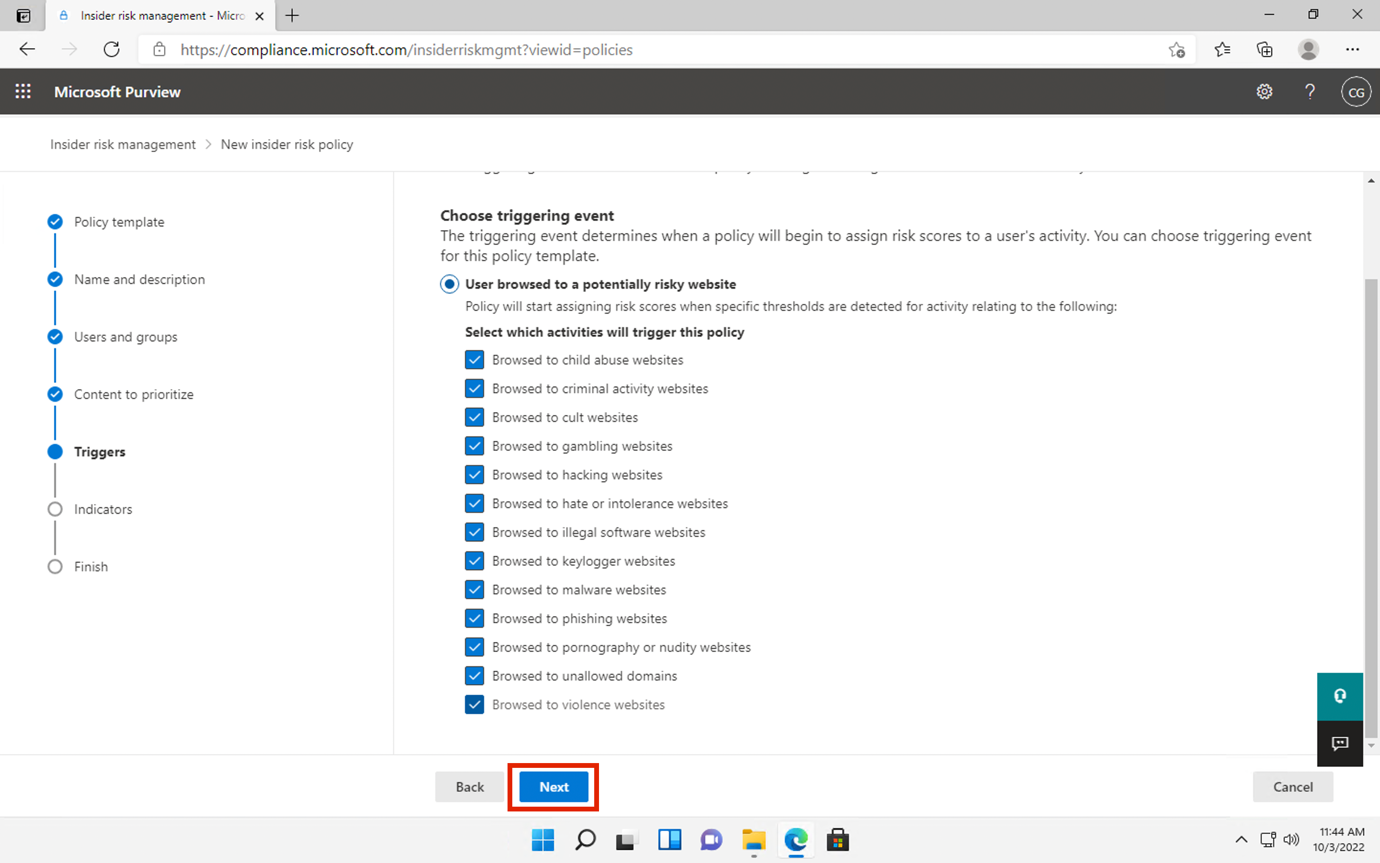 Insider risk management - Micro
https://compliance.microsoft.com/insiderriskmgmt?viewid=policies
Microsoft Purview
CG
Insider risk management > New insider risk policy
Policy template
Name and description
Users and groups
Content to prioritize
Triggers
Indicators
Finish
Choose triggering event
The triggering event determines when a policy will begin to assign risk scores to a user's activity. You can choose triggering event
for this policy template.
User browsed to a potentially risky website
Policy will start assigning risk scores when specific thresholds are detected for activity relating to the following:
Select which activities will trigger this policy
Browsed to child abuse websites
Browsed to criminal activity websites
Browsed to cult websites
Browsed to gambling websites
Browsed to hacking websites
Browsed to hate or intolerance websites
Browsed to illegal software websites
Browsed to keylogger websites
Browsed to malware websites
Browsed to phishing websites
Browsed to pornography or nudity websites
Browsed to unallowed domains
Browsed to violence websites
Back
Next
Cancel
11:44 AM
10/3/2022